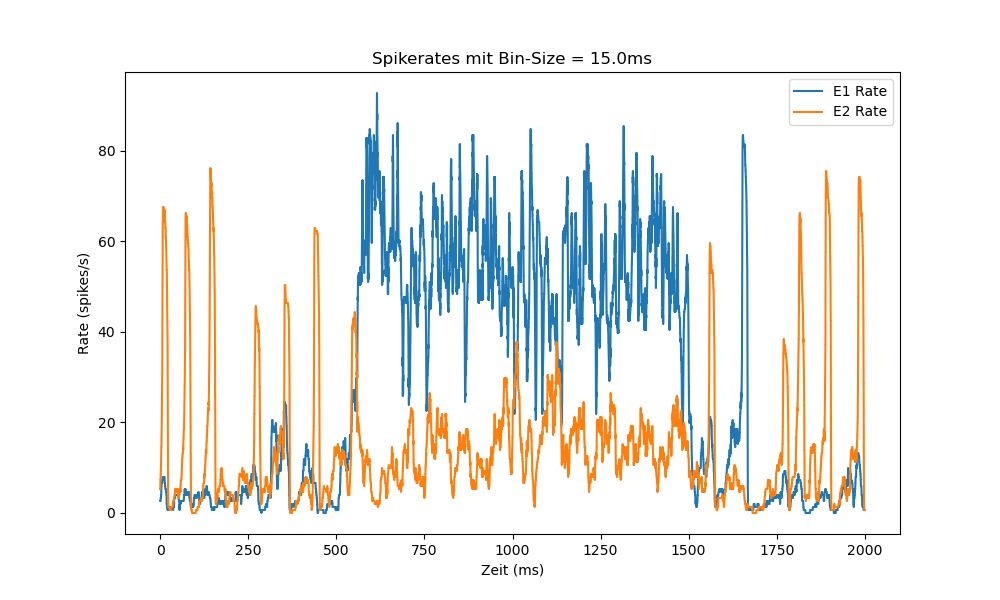 Spikerates mit Bin-Size = 15.0ms
E1 Rate
E2 Rate
Rate (spikes/s)
80
60
40
20
0
0 250 500 750 1000 1250 1500 1750 2000
Zeit (ms)